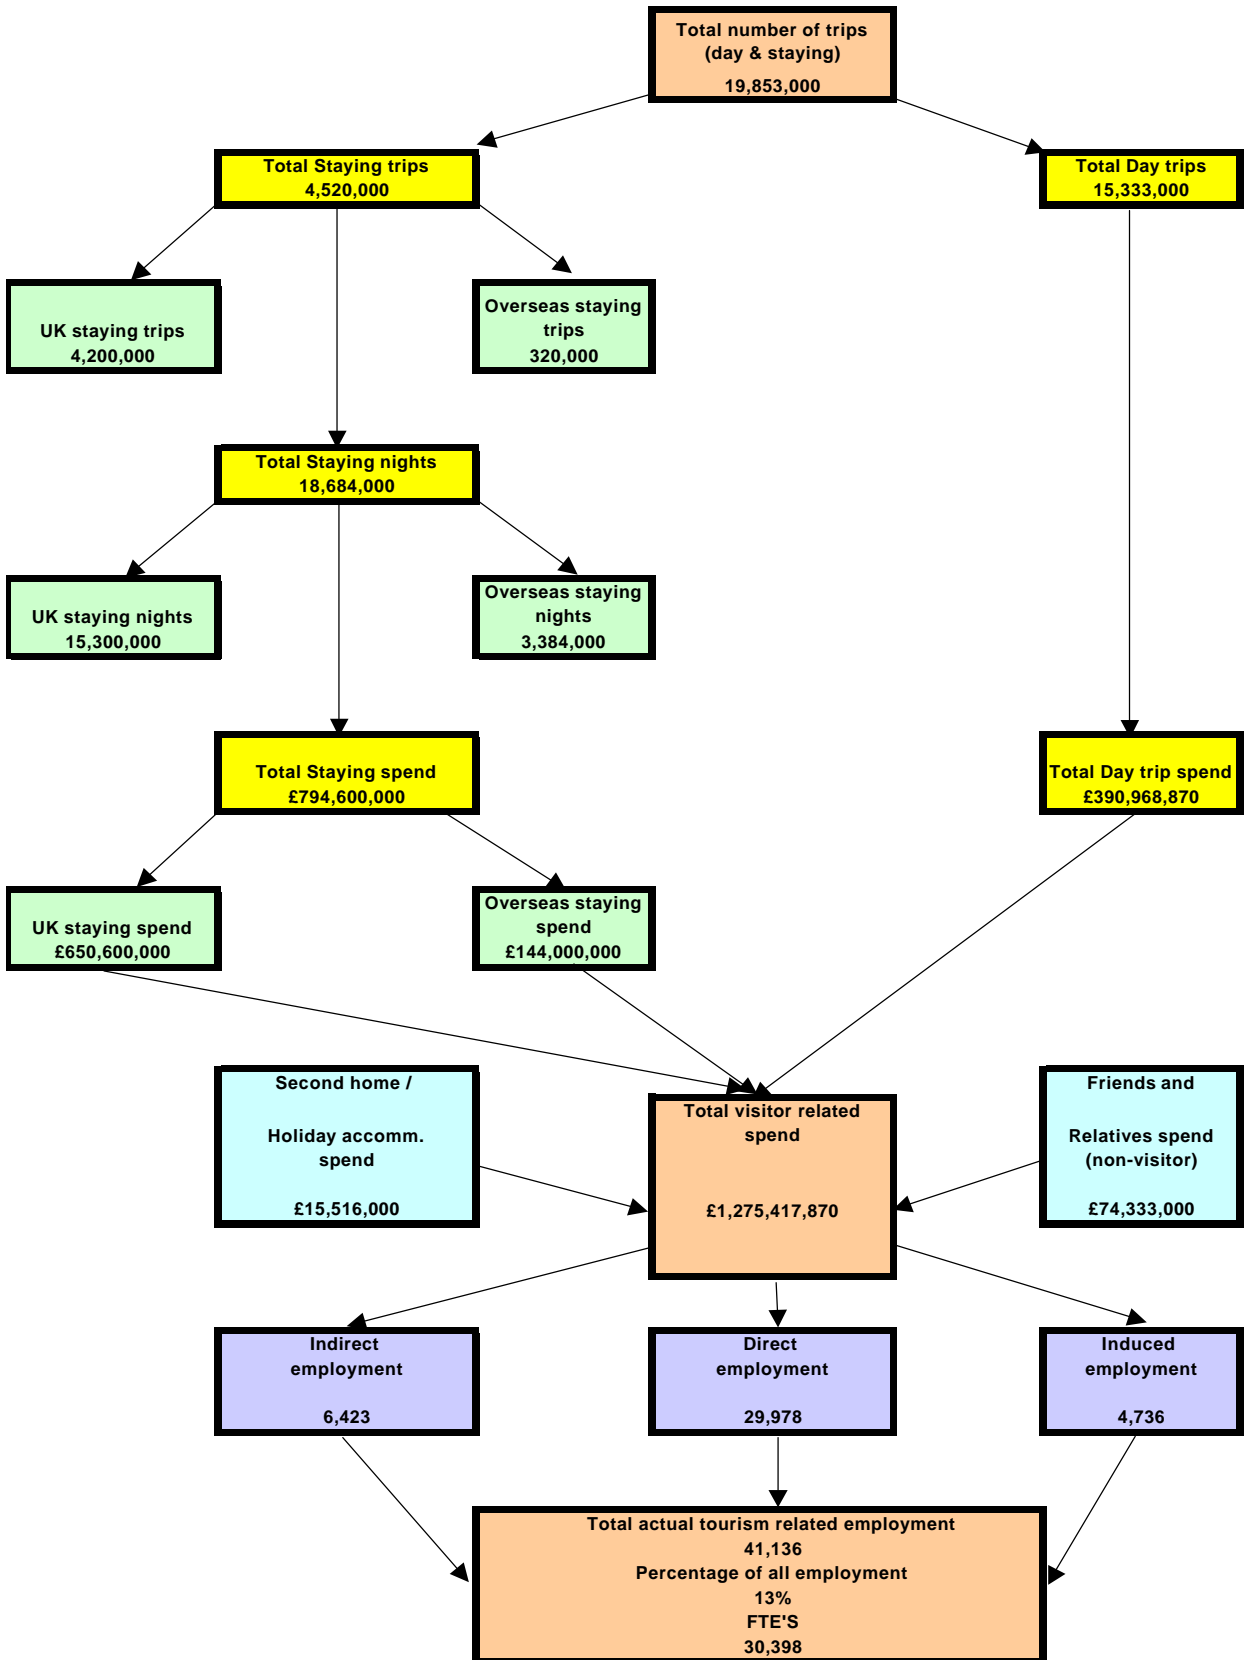 Total number of trips
(day & staying)
19,853,000
Total Staying trips
4,520,000
Total Day trips
15,333,000
UK staying trips
4,200,000
Overseas staying
trips
320,000
Total Staying nights
18,684,000
UK staying nights
15,300,000
Overseas staying
nights
3,384,000
Total Staying spend
£794,600,000
Total Day trip spend
£390,968,870
UK staying spend
£650,600,000
Overseas staying
spend
£144,000,000
Second home /
Holiday accomm.
spend
£15,516,000
Total visitor related
spend
£1,275,417,870
Friends and
Relatives spend
(non-visitor)
£74,333,000
Indirect
employment
6,423
Direct
employment
29,978
Induced
employment
4,736
Total actual tourism related employment
41,136
Percentage of all employment
13%
FTE'S
30,398